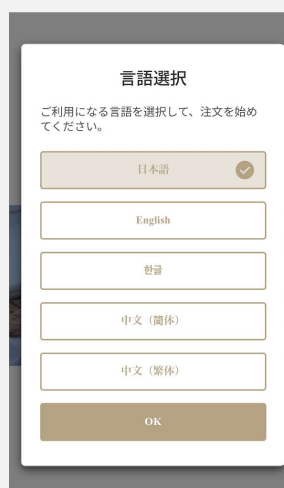 言語選択
ご利用になる言語を選択して、注文を始め
てください。
日本語
English
한글
中文（簡体）
中文（繁体）
OK